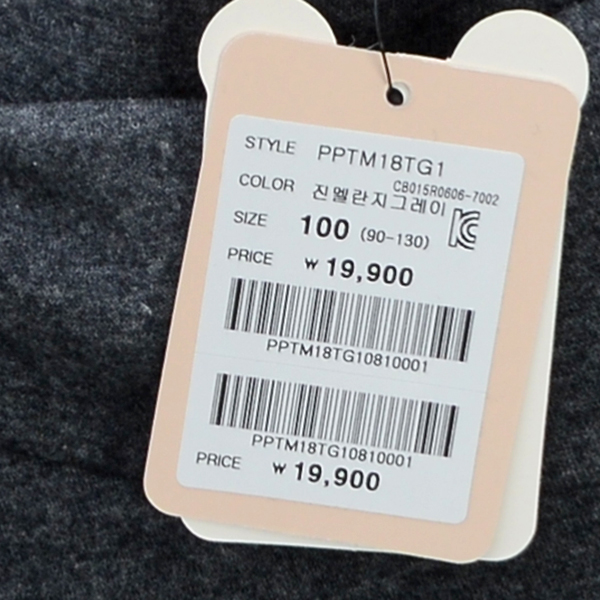 STYLE PPTM18TG1
CB015R0606-7002
COLOR 진멜란지그레이
SIZE 100 (90-130)
PRICE ₩ 19,900
PPTM18TG10810001
PPTM18TG10810001
PRICE ₩ 19,900